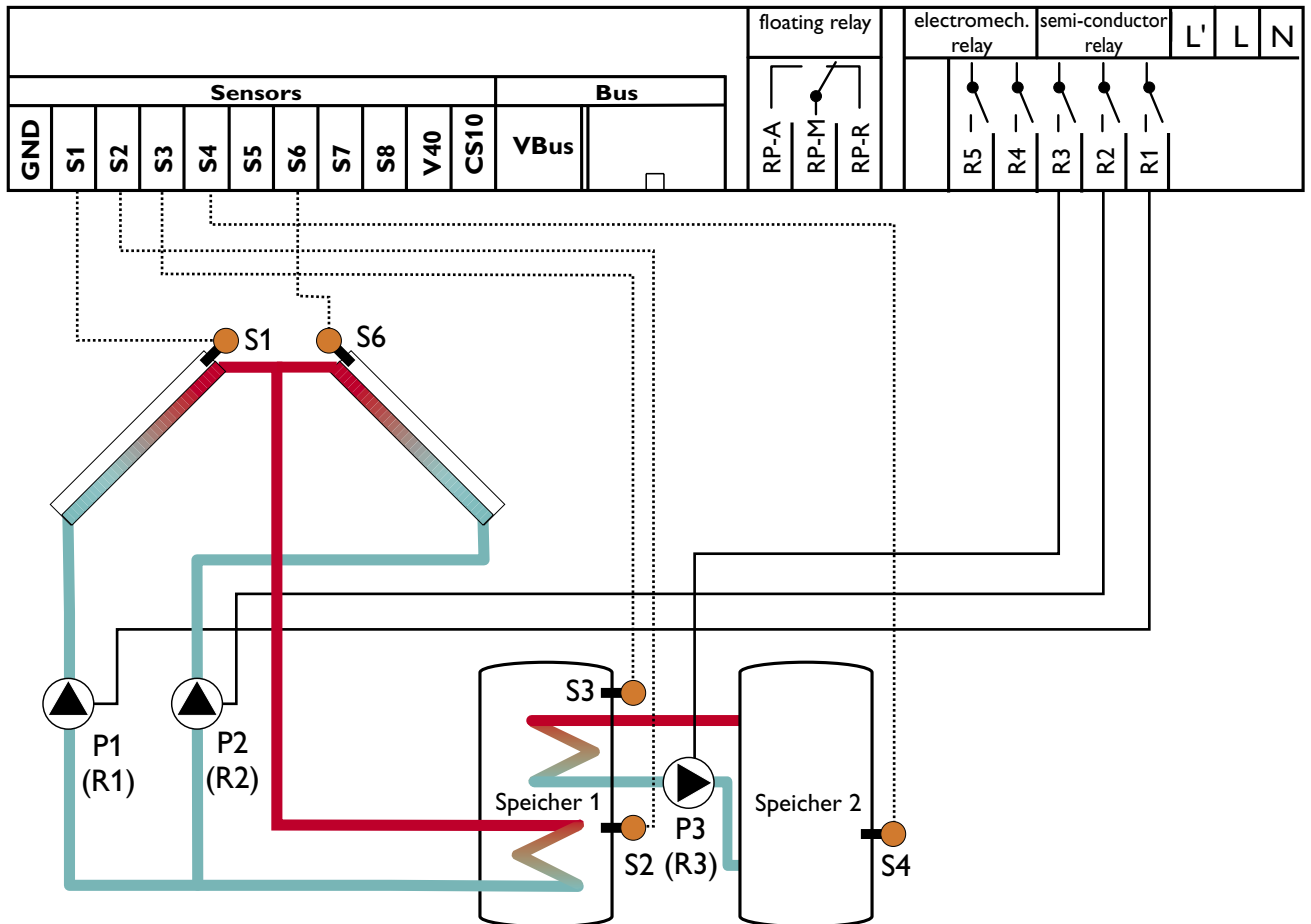 floating relay
electromech.
relay
semi-conductor
relay
L'
L
N
Sensors
Bus
GND
S1
S2
S3
S4
S5
S6
S7
S8
V40
CS10
VBus
RP-A
RP-M
RP-R
R5
R4
R3
R2
R1
S1
S6
S3
P1
(R1)
P2
(R2)
Speicher 1
Speicher 2
P3
(R3)
S2
S4